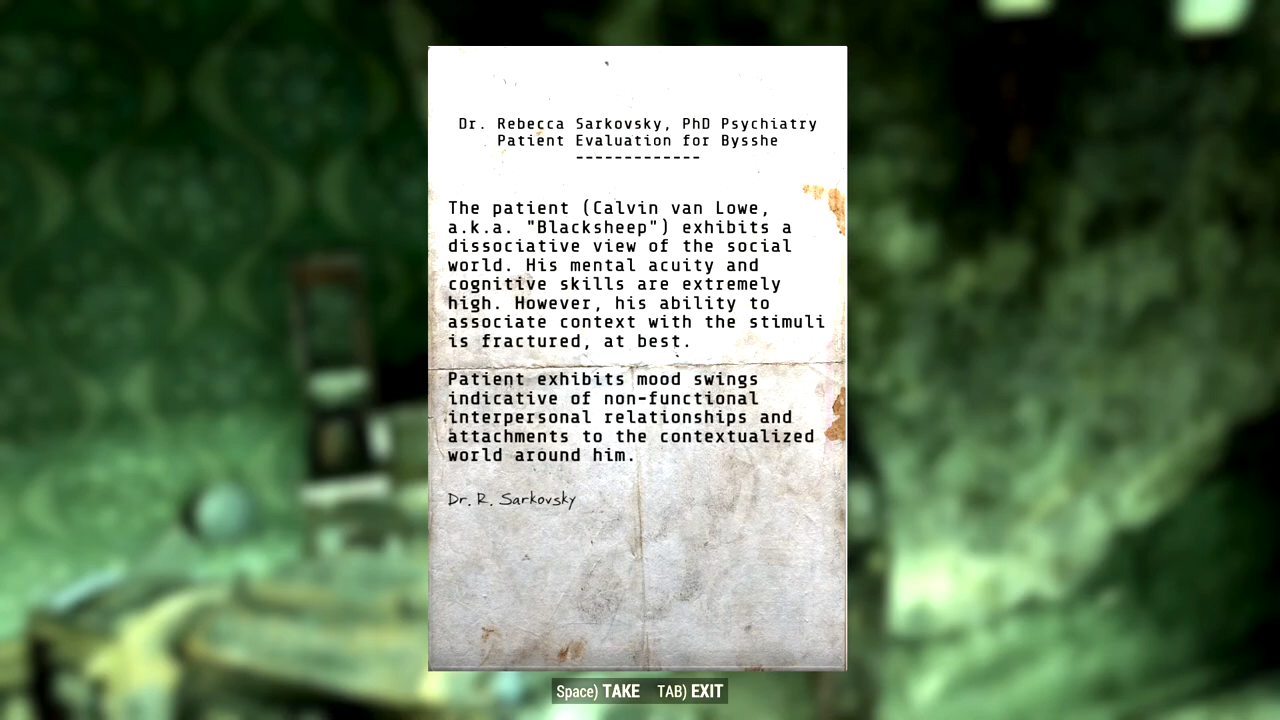 Dr. Rebecca Sarkovsky, PhD Psychiatry
Patient Evaluation for Bysshe
-------------
The patient (Calvin van Lowe,
a.k.a. "Blacksheep") exhibits a
dissociative view of the social
world. His mental acuity and
cognitive skills are extremely
high. However, his ability to
associate context with the stimuli
is fractured, at best.
Patient exhibits mood swings
indicative of non-functional
interpersonal relationships and
attachments to the contextualized
world around him.
Dr. R. Sarkovsky
Space) TAKE TAB) EXIT